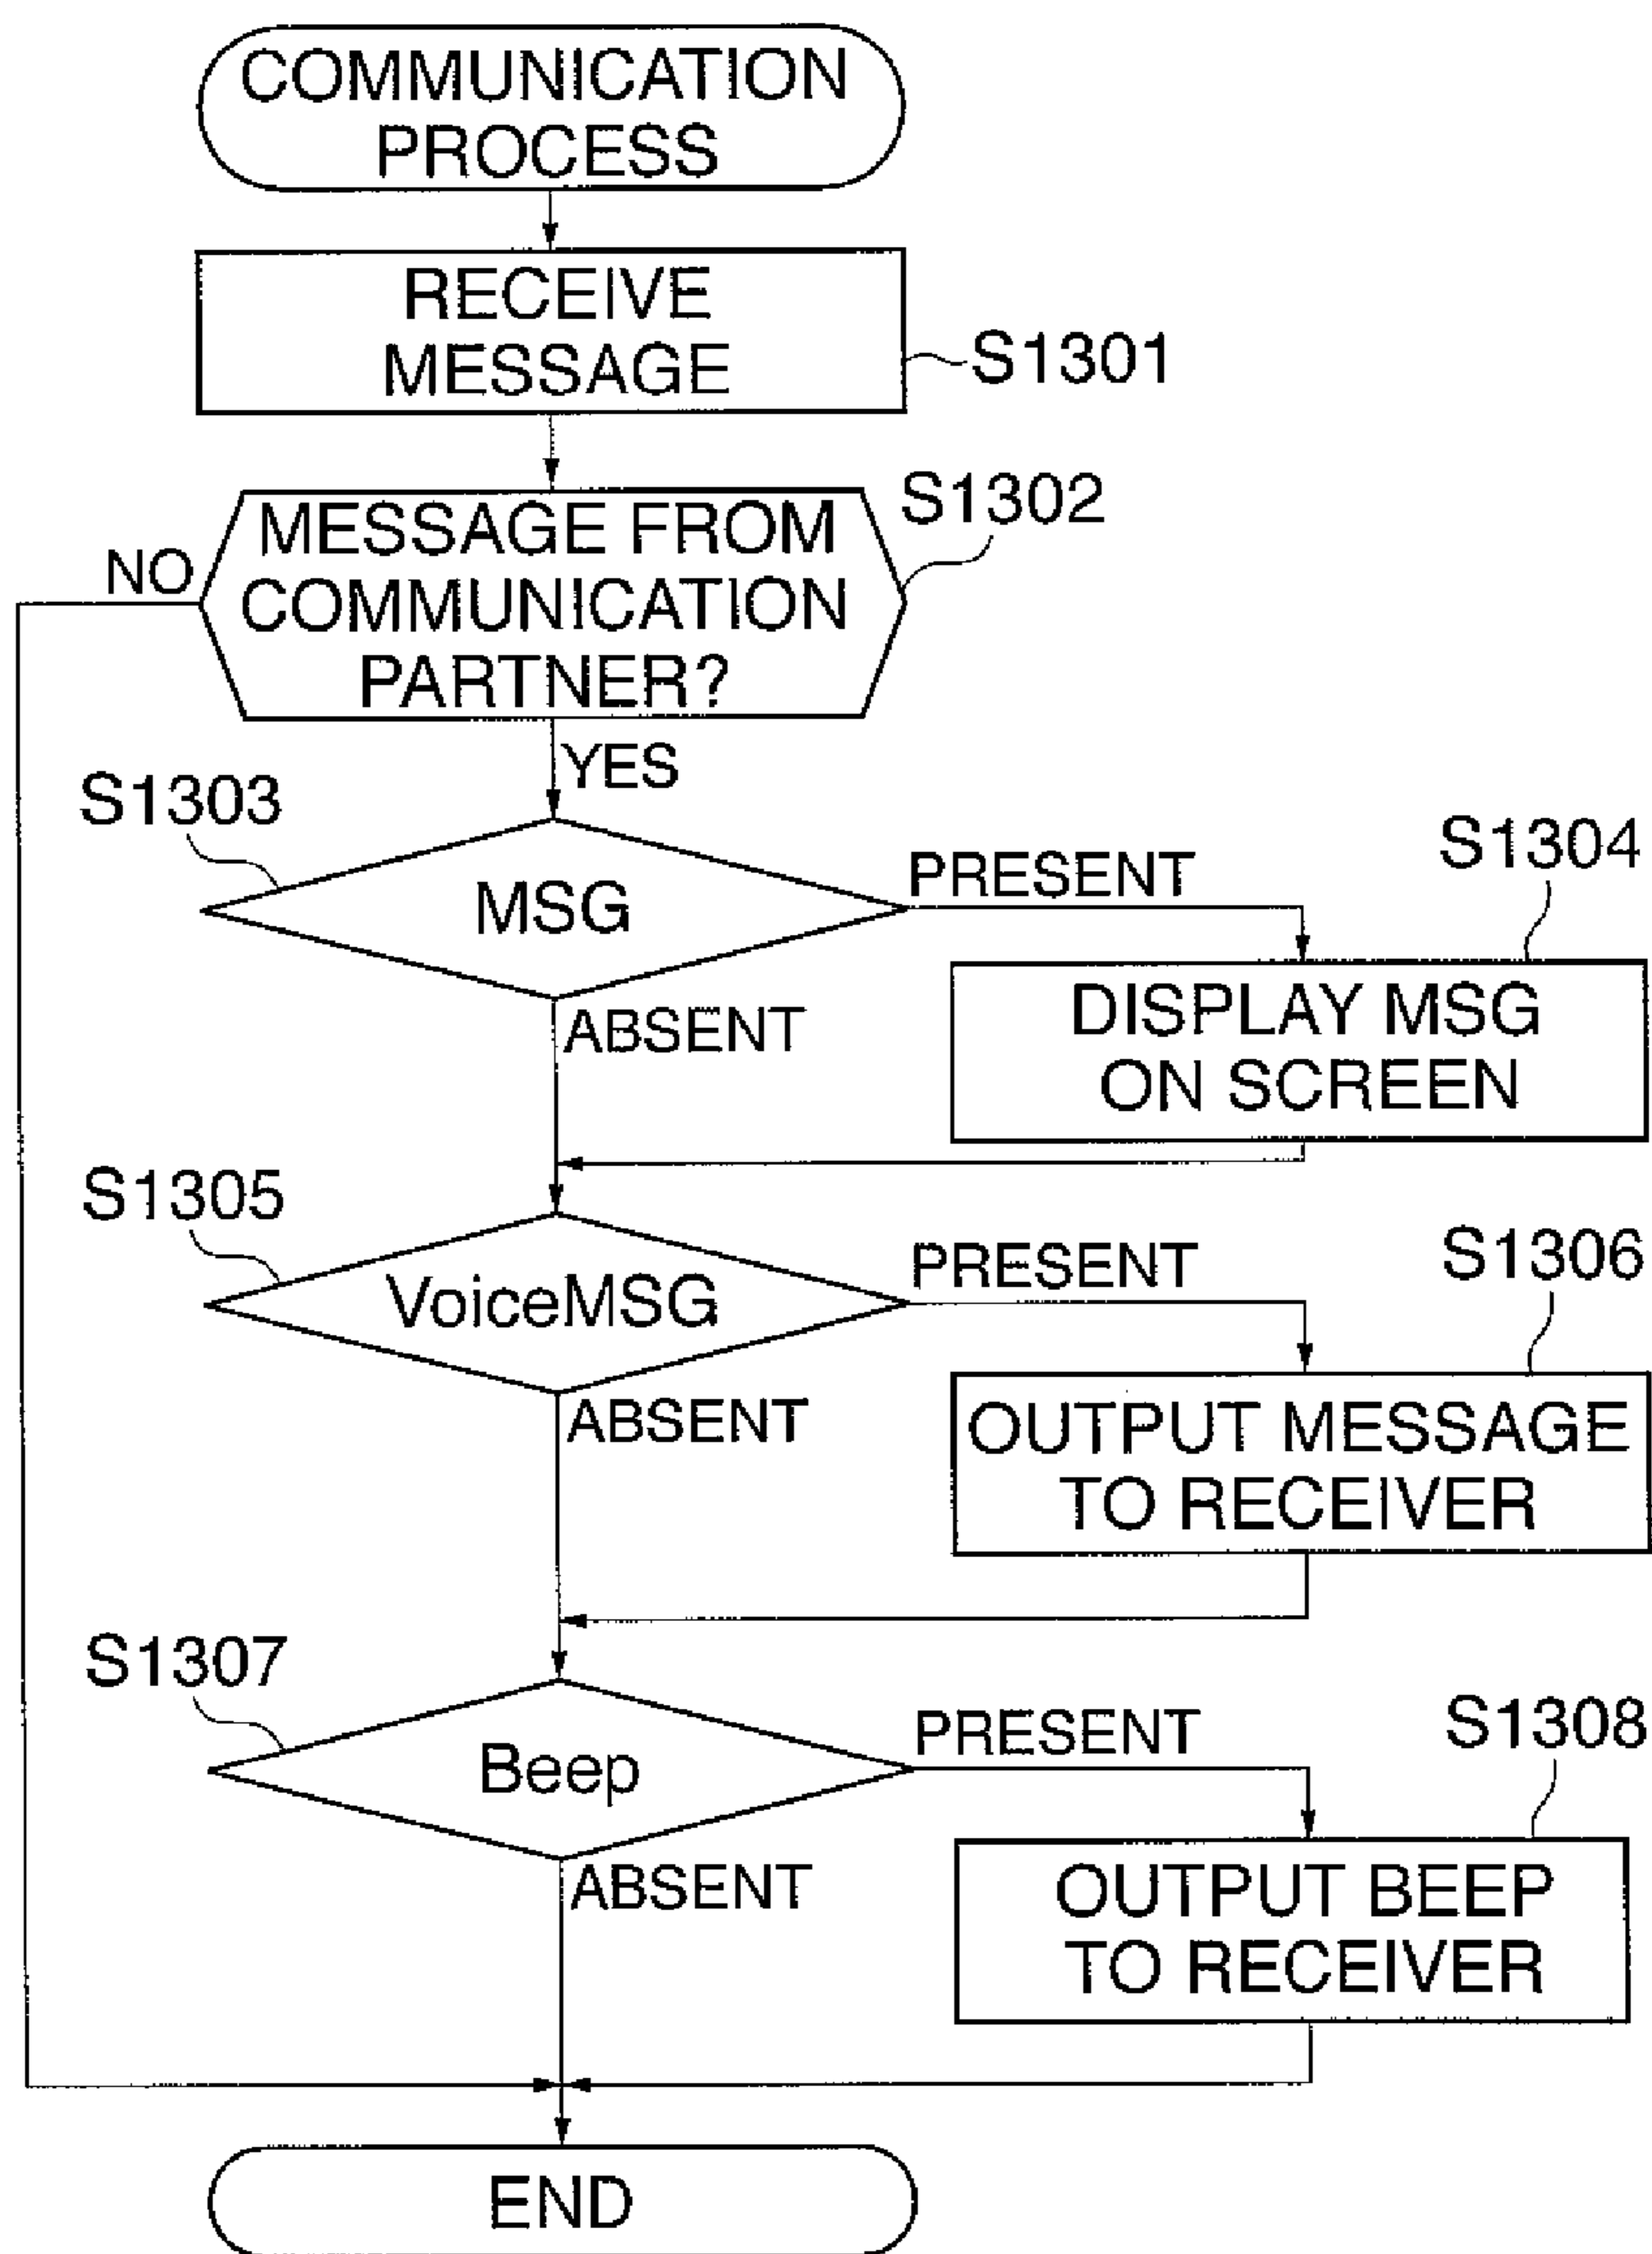 COMMUNICATION
PROCESS
RECEIVE
MESSAGE
S1301
S1302
MESSAGE FROM
COMMUNICATION
PARTNER?
NO
YES
S1303
MSG
PRESENT
S1304
ABSENT
DISPLAY MSG
ON SCREEN
S1305
VoiceMSG
PRESENT
S1306
ABSENT
OUTPUT MESSAGE
TO RECEIVER
S1307
Beep
PRESENT
S1308
ABSENT
OUTPUT BEEP
TO RECEIVER
END